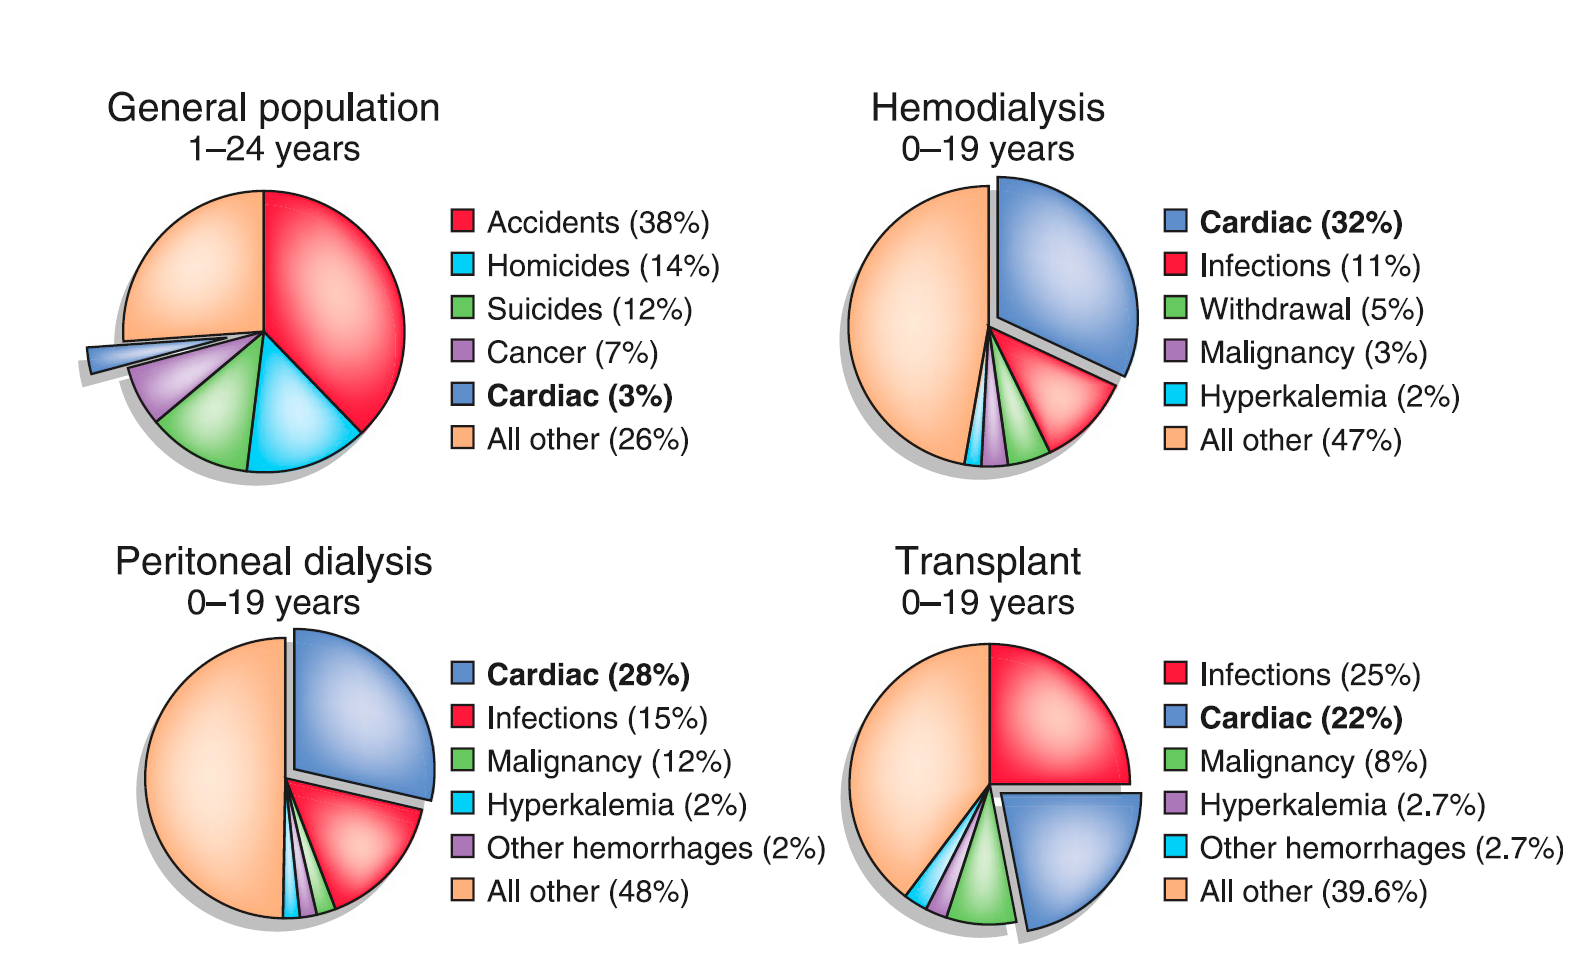 General population
1–24 years
Accidents (38%)
Homicides (14%)
Suicides (12%)
Cancer (7%)
Cardiac (3%)
All other (26%)
Hemodialysis
0–19 years
Cardiac (32%)
Infections (11%)
Withdrawal (5%)
Malignancy (3%)
Hyperkalemia (2%)
All other (47%)
Peritoneal dialysis
0–19 years
Cardiac (28%)
Infections (15%)
Malignancy (12%)
Hyperkalemia (2%)
Other hemorrhages (2%)
All other (48%)
Transplant
0–19 years
Infections (25%)
Cardiac (22%)
Malignancy (8%)
Hyperkalemia (2.7%)
Other hemorrhages (2.7%)
All other (39.6%)